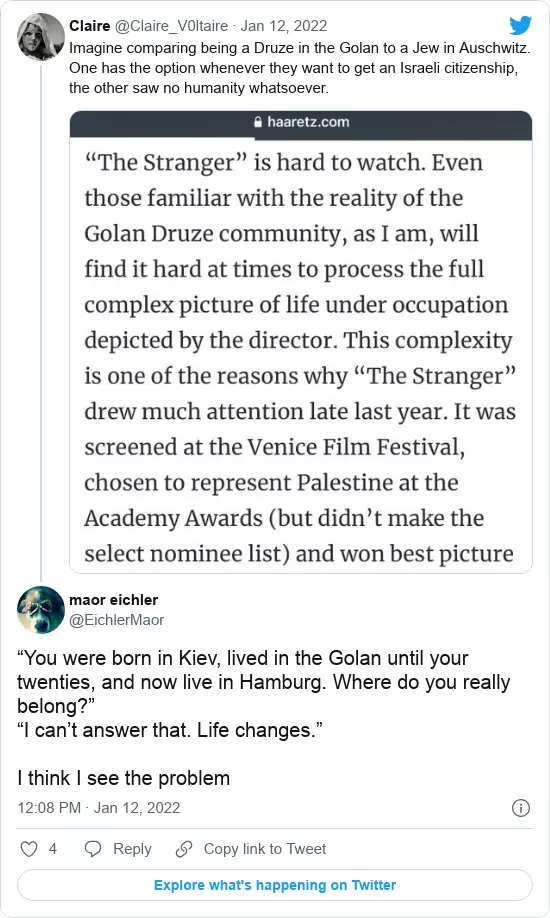 Claire @Claire_V0ltaire · Jan 12, 2022
Imagine comparing being a Druze in the Golan to a Jew in Auschwitz.
One has the option whenever they want to get an Israeli citizenship,
the other saw no humanity whatsoever.
haaretz.com
“The Stranger” is hard to watch. Even
those familiar with the reality of the
Golan Druze community, as I am, will
find it hard at times to process the full
complex picture of life under occupation
depicted by the director. This complexity
is one of the reasons why “The Stranger”
drew much attention late last year. It was
screened at the Venice Film Festival,
chosen to represent Palestine at the
Academy Awards (but didn’t make the
select nominee list) and won best picture
maor eichler
@EichlerMaor
“You were born in Kiev, lived in the Golan until your
twenties, and now live in Hamburg. Where do you really
belong?”
“I can’t answer that. Life changes.”
I think I see the problem
12:08 PM · Jan 12, 2022
4 Reply Copy link to Tweet
Explore what's happening on Twitter